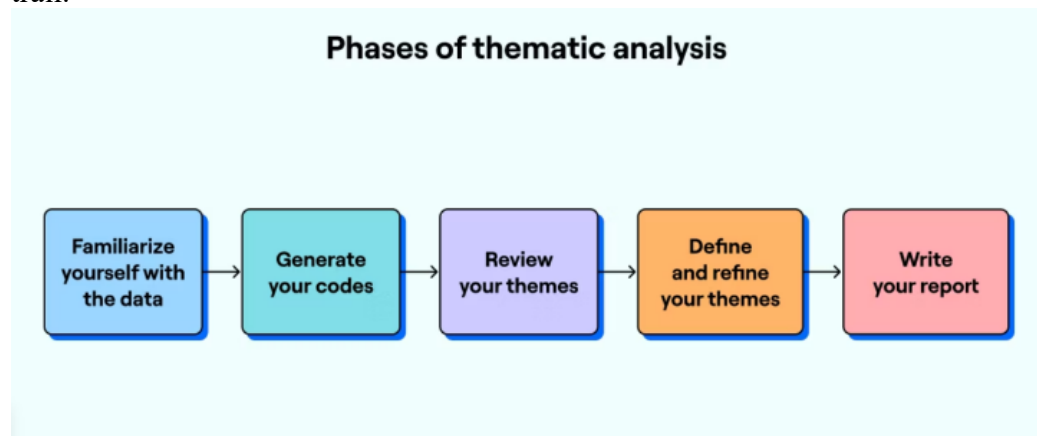 Phases of thematic analysis
Familiarize
yourself with
the data
Generate
your codes
Review
your themes
Define
and refine
your themes
Write
your report